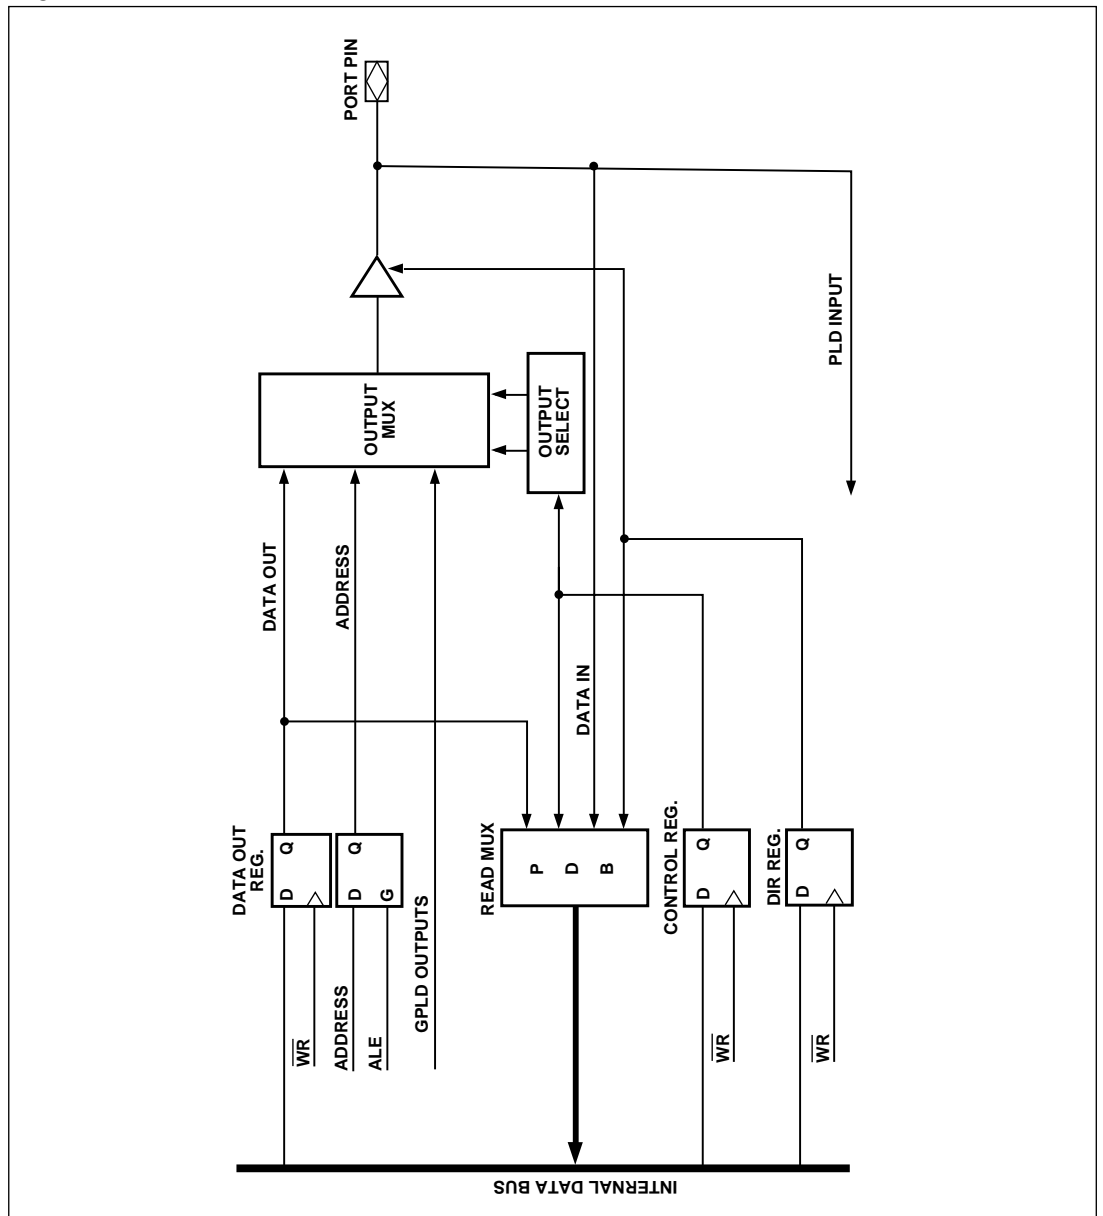 PORT PIN
PLD INPUT
OUTPUT
MUX
OUTPUT
SELECT
DATA OUT
ADDRESS
DATA IN
DATA OUT
REG.
D Q
D Q
G
READ MUX
P D B
CONTROL REG.
D Q
DIR REG.
D Q
WR
ADDRESS
ALE
GPLD OUTPUTS
WR
WR
INTERNAL DATA BUS